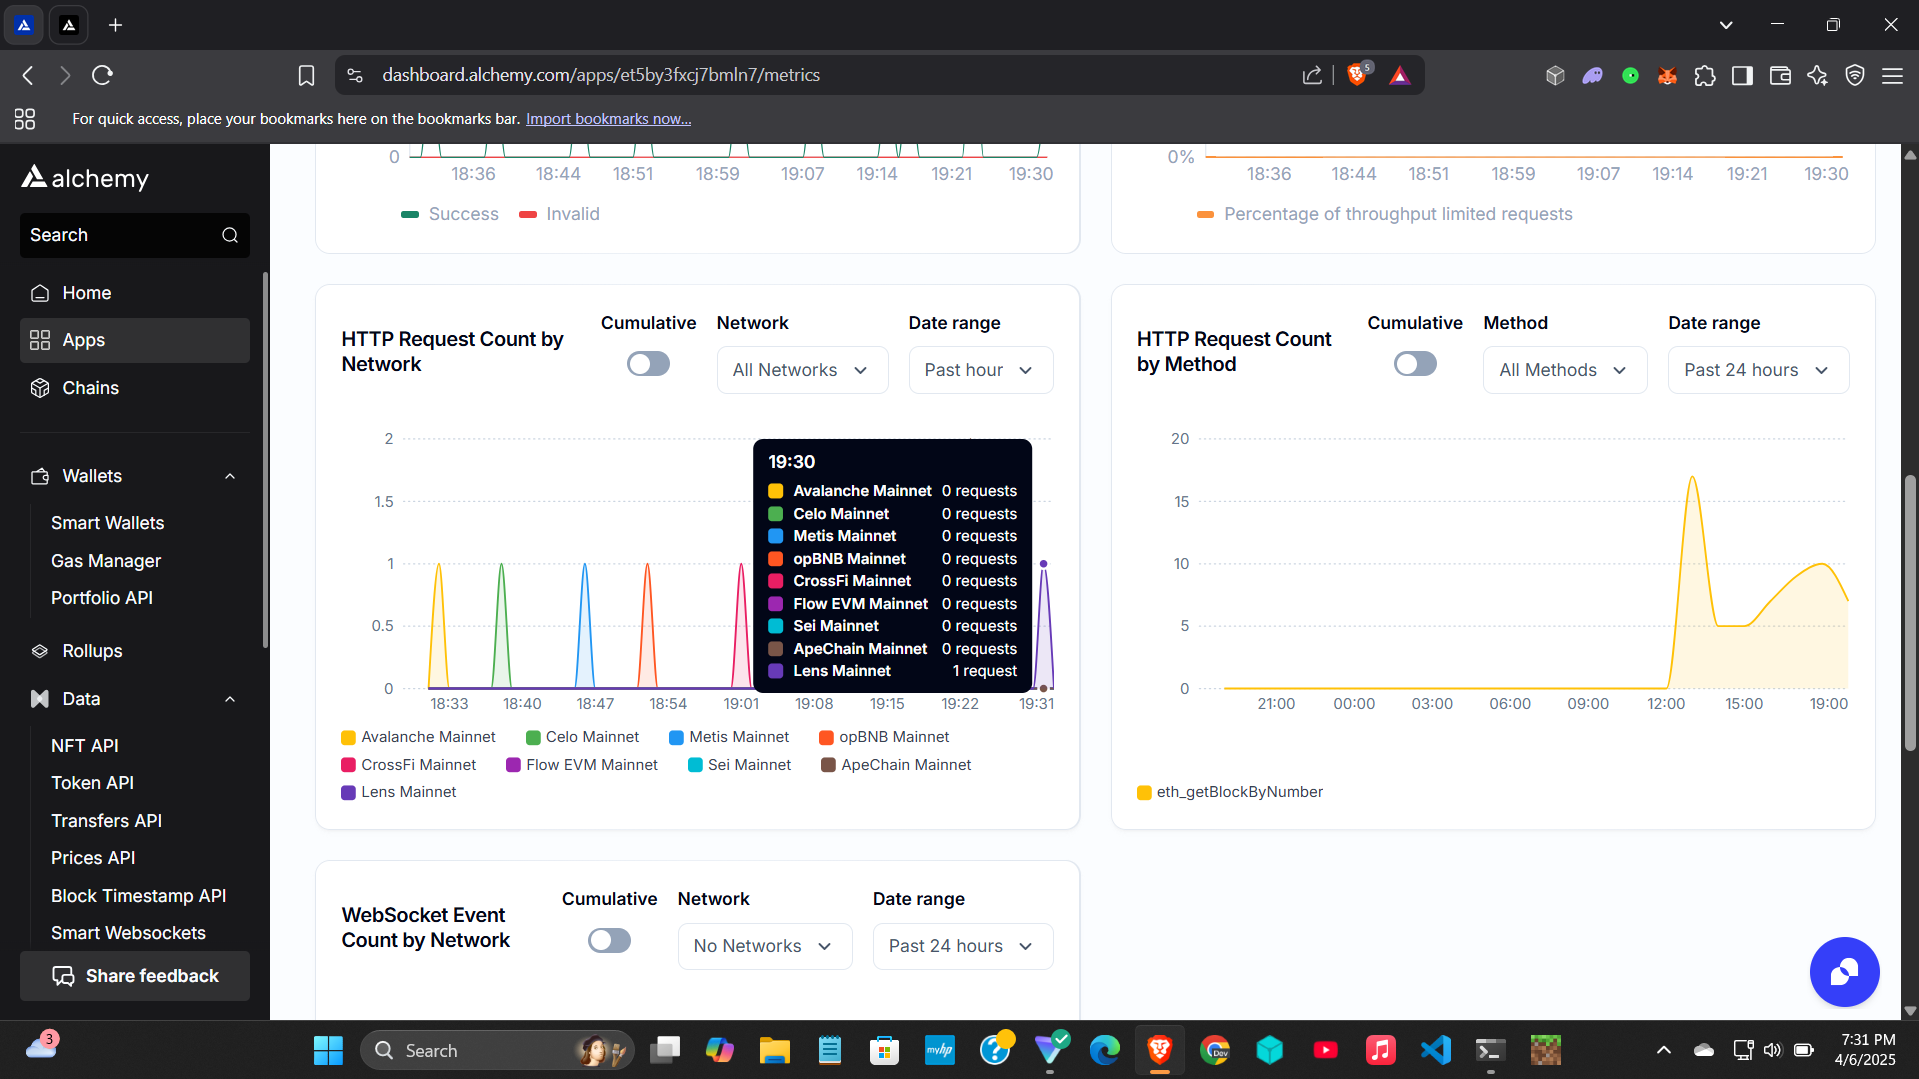 dashboard.alchemy.com/apps/et5by3fxcj7bmln7/metrics
5
For quick access, place your bookmarks here on the bookmarks bar. Import bookmarks now...
alchemy
Search
Home
Apps
Chains
Wallets
Smart Wallets
Gas Manager
Portfolio API
Rollups
Data
NFT API
Token API
Transfers API
Prices API
Block Timestamp API
Smart Websockets
Share feedback
0
18:36 18:44 18:51 18:59 19:07 19:14 19:21 19:30
Success Invalid
0%
18:36 18:44 18:51 18:59 19:07 19:14 19:21 19:30
Percentage of throughput limited requests
HTTP Request Count by
Network
Cumulative
Network
All Networks
Date range
Past hour
2
1.5
1
0.5
0
19:30
Avalanche Mainnet 0 requests
Celo Mainnet 0 requests
Metis Mainnet 0 requests
opBNB Mainnet 0 requests
CrossFi Mainnet 0 requests
Flow EVM Mainnet 0 requests
Sei Mainnet 0 requests
ApeChain Mainnet 0 requests
Lens Mainnet 1 request
18:33 18:40 18:47 18:54 19:01 19:08 19:15 19:22 19:31
Avalanche Mainnet Celo Mainnet Metis Mainnet opBNB Mainnet
CrossFi Mainnet Flow EVM Mainnet Sei Mainnet ApeChain Mainnet
Lens Mainnet
HTTP Request Count
by Method
Cumulative
Method
All Methods
Date range
Past 24 hours
20
15
10
5
0
21:00 00:00 03:00 06:00 09:00 12:00 15:00 19:00
eth_getBlockByNumber
WebSocket Event
Count by Network
Cumulative
Network
No Networks
Date range
Past 24 hours
3
Search
myhp
Dev
7:31 PM
4/6/2025